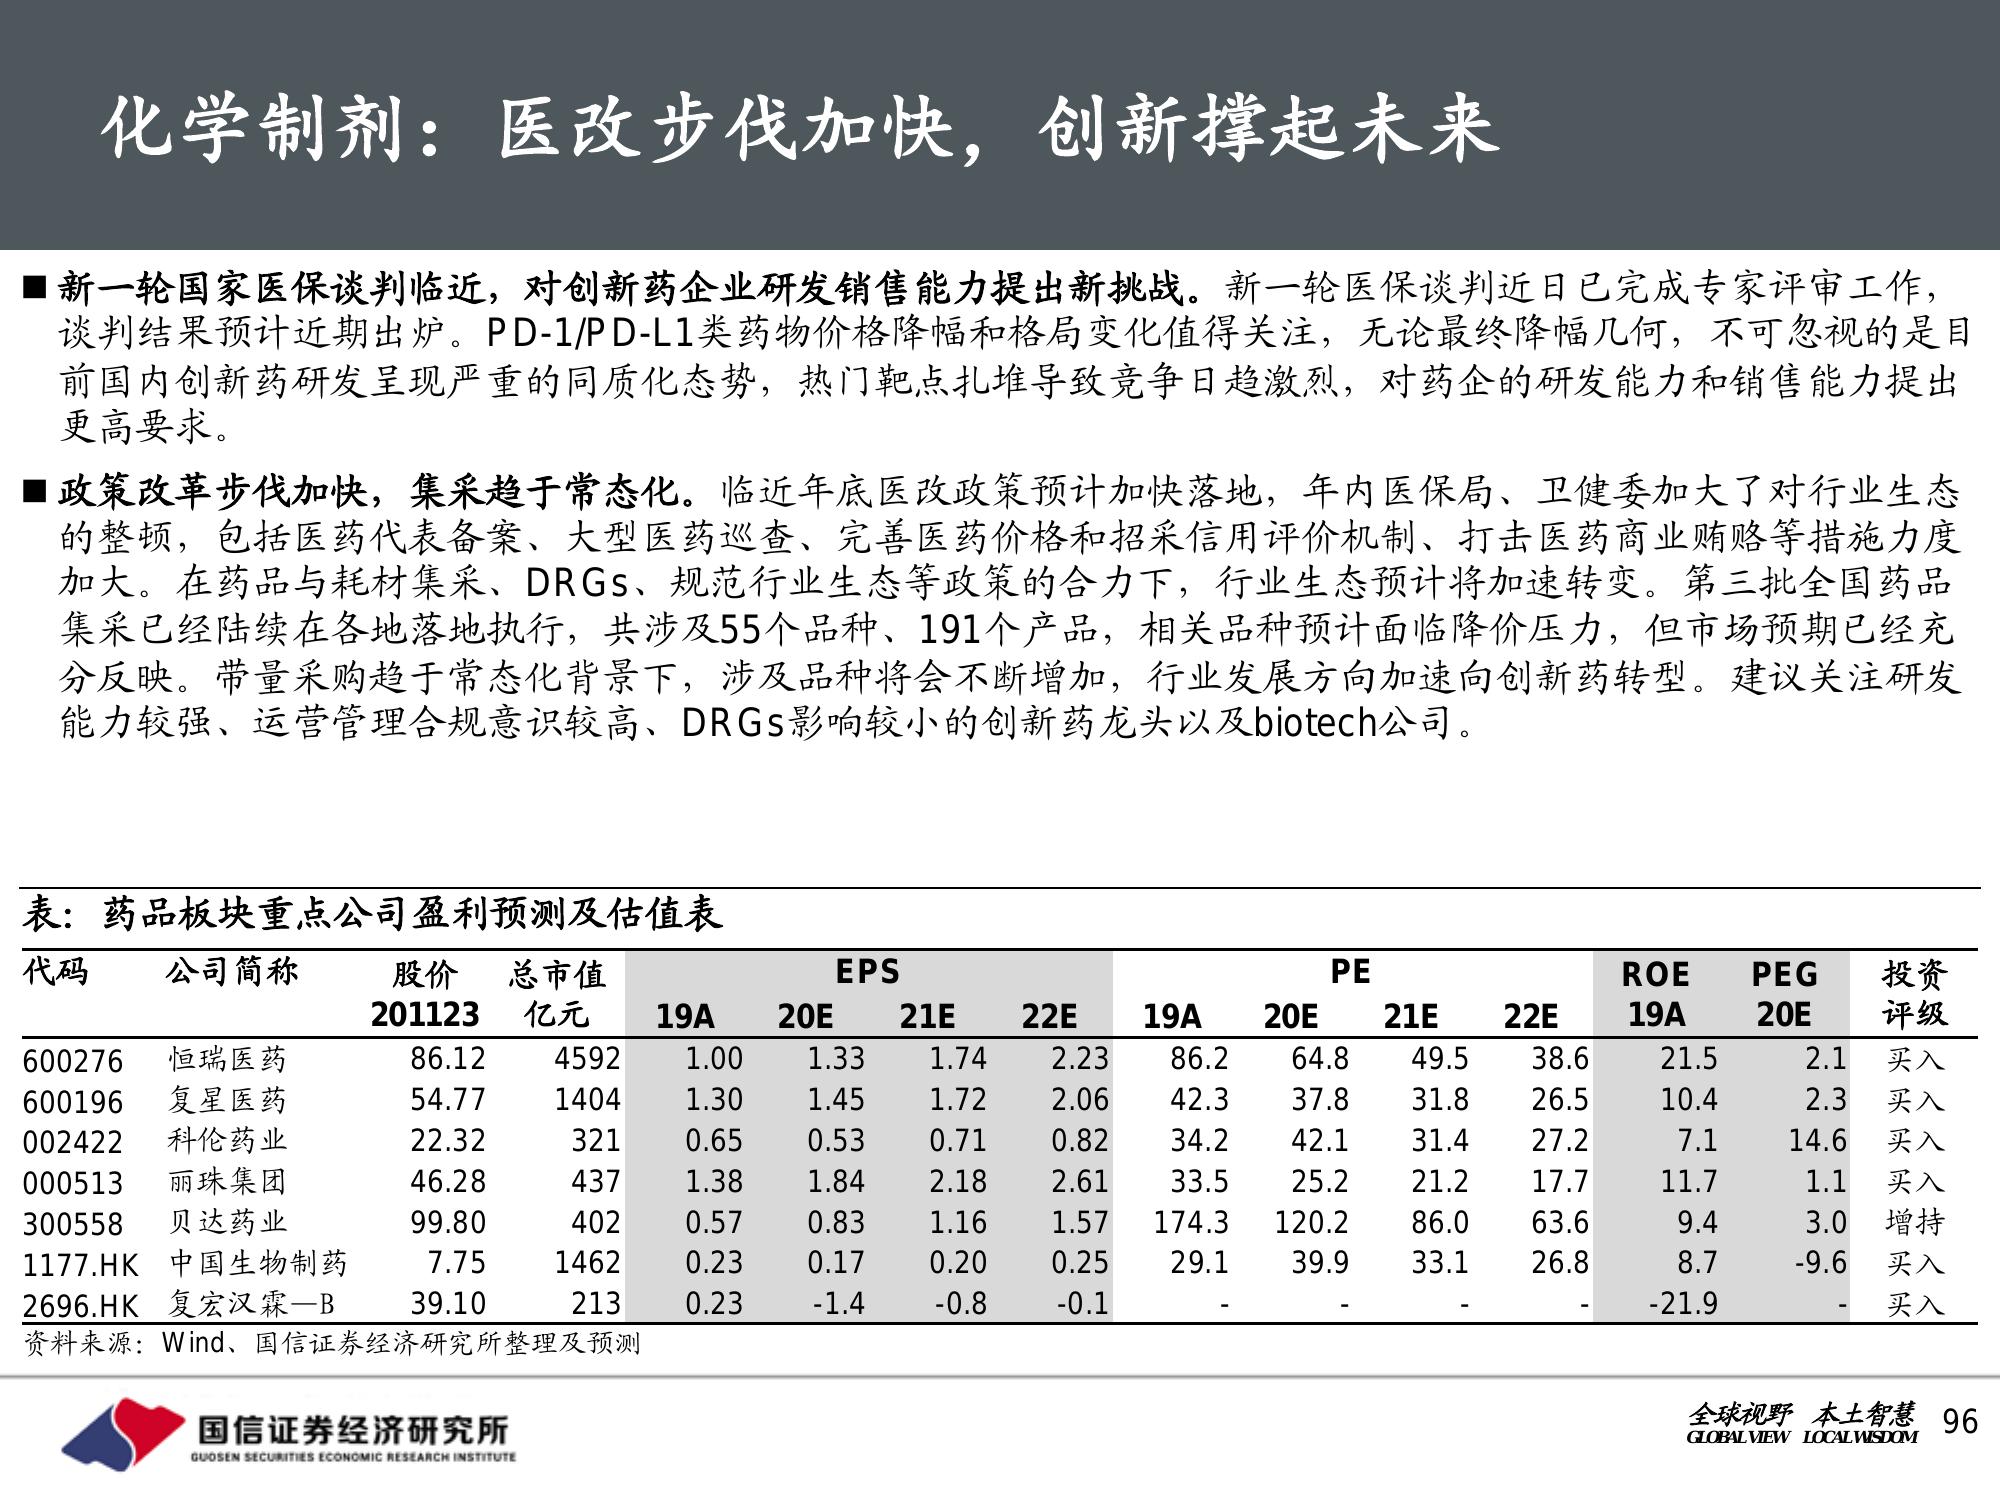 化学制剂：医改步伐加快，创新撑起未来
■ 新一轮国家医保谈判临近，对创新药企业研发销售能力提出新挑战。新一轮医保谈判近日已完成专家评审工作，
谈判结果预计近期出炉。PD-1/PD-L1类药物价格降幅和格局变化值得关注，无论最终降幅几何，不可忽视的是目
前国内创新药研发呈现严重的同质化态势，热门靶点扎堆导致竞争日趋激烈，对药企的研发能力和销售能力提出
更高要求。
■ 政策改革步伐加快，集采趋于常态化。临近年底医改政策预计加快落地，年内医保局、卫健委加大了对行业生态
的整顿，包括医药代表备案、大型医药巡查、完善医药价格和招采信用评价机制、打击医药商业贿赂等措施力度
加大。在药品与耗材集采、DRGs、规范行业生态等政策的合力下，行业生态预计将加速转变。第三批全国药品
集采已经陆续在各地落地执行，共涉及55个品种、191个产品，相关品种预计面临降价压力，但市场预期已经充
分反映。带量采购趋于常态化背景下，涉及品种将会不断增加，行业发展方向加速向创新药转型。建议关注研发
能力较强、运营管理合规意识较高、DRGs影响较小的创新药龙头以及biotech公司。
表：药品板块重点公司盈利预测及估值表
代码 公司简称 股价 总市值 EPS PE ROE PEG 投资
201123 亿元 19A 20E 21E 22E 19A 20E 21E 22E 19A 20E 评级
600276 恒瑞医药 86.12 4592 1.00 1.33 1.74 2.23 86.2 64.8 49.5 38.6 21.5 2.1 买入
600196 复星医药 54.77 1404 1.30 1.45 1.72 2.06 42.3 37.8 31.8 26.5 10.4 2.3 买入
002422 科伦药业 22.32 321 0.65 0.53 0.71 0.82 34.2 42.1 31.4 27.2 7.1 14.6 买入
000513 丽珠集团 46.28 437 1.38 1.84 2.18 2.61 33.5 25.2 21.2 17.7 11.7 1.1 买入
300558 贝达药业 99.80 402 0.57 0.83 1.16 1.57 174.3 120.2 86.0 63.6 9.4 3.0 增持
1177.HK 中国生物制药 7.75 1462 0.23 0.17 0.20 0.25 29.1 39.9 33.1 26.8 8.7 -9.6 买入
2696.HK 复宏汉霖—B 39.10 213 0.23 -1.4 -0.8 -0.1 - - - - -21.9 - 买入
资料来源：Wind、国信证券经济研究所整理及预测
国信证券经济研究所
GUOSEN SECURITIES ECONOMIC RESEARCH INSTITUTE
全球视野 本土智慧
GLOBAL VIEW LOCAL WISDOM
96